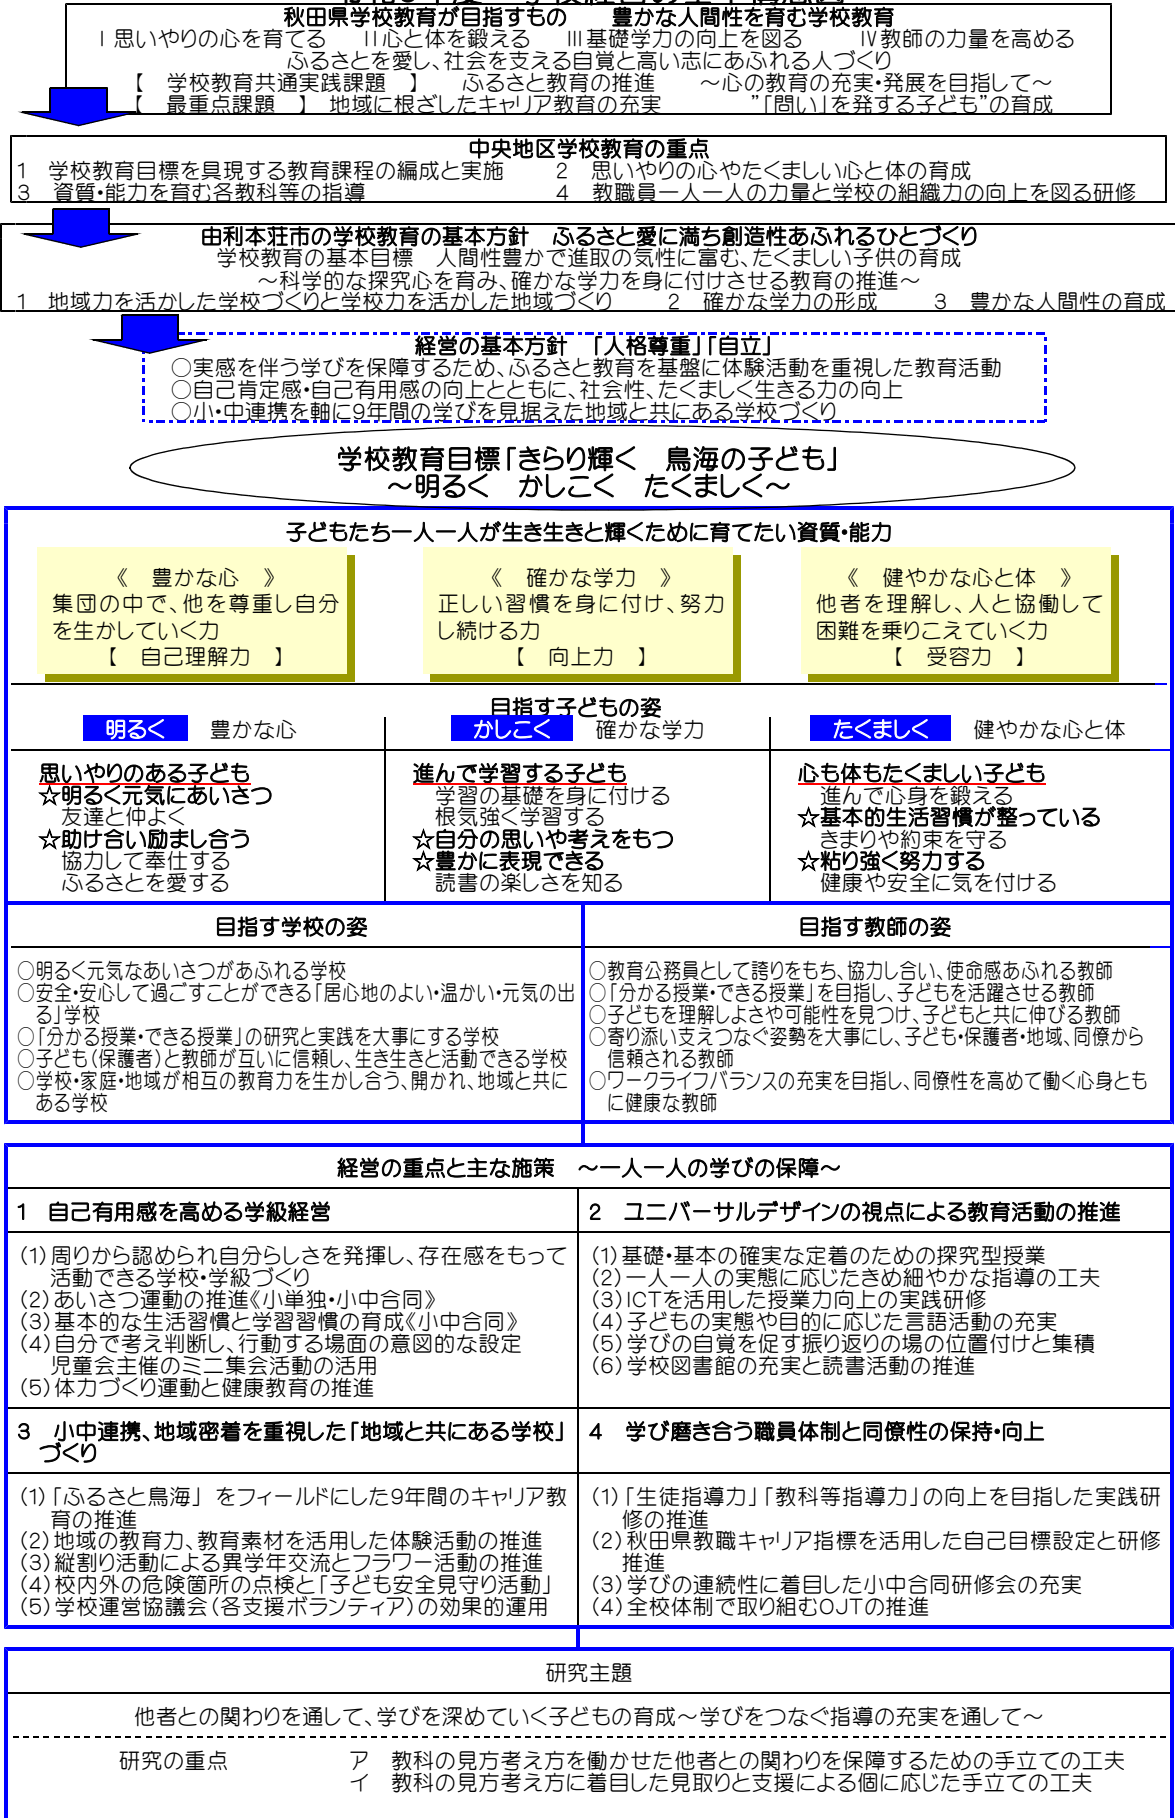 秋田県学校教育が目指すもの　豊かな人間性を育む学校教育
Ⅰ思いやりの心を育てる　Ⅱ心と体を鍛える　Ⅲ基礎学力の向上を図る　Ⅳ教師の力量を高める
ふるさとを愛し、社会を支える自覚と高い志にあふれる人づくり
【　学校教育共通実践課題　】　ふるさと教育の推進　～心の教育の充実・発展を目指して～
【　最重点課題　】　地域に根ざしたキャリア教育の充実　”「問い」を発する子ども”の育成
中央地区学校教育の重点
1　学校教育目標を具現する教育課程の編成と実施　2　思いやりの心やたくましい心と体の育成
3　資質・能力を育む各教科等の指導　4　教職員一人一人の力量と学校の組織力の向上を図る研修
由利本荘市の学校教育の基本方針　ふるさと愛に満ち創造性あふれるひとづくり
学校教育の基本目標　人間性豊かで進取の気性に富む、たくましい子供の育成
～科学的な探究心を育み、確かな学力を身に付けさせる教育の推進～
1　地域力を活かした学校づくりと学校力を活かした地域づくり　2　確かな学力の形成　3　豊かな人間性の育成
経営の基本方針　「人格尊重」「自立」
○実感を伴う学びを保障するため、ふるさと教育を基盤に体験活動を重視した教育活動
○自己肯定感・自己有用感の向上とともに、社会性、たくましく生きる力の向上
○小・中連携を軸に9年間の学びを見据えた地域と共にある学校づくり
学校教育目標「きらり輝く　鳥海の子ども」
～明るく　かしこく　たくましく～
子どもたち一人一人が生き生きと輝くために育てたい資質・能力
《　豊かな心　》
集団の中で、他を尊重し自分
を生かしていく力
【　自己理解力　】
《　確かな学力　》
正しい習慣を身に付け、努力
し続ける力
【　向上力　】
《　健やかな心と体　》
他者を理解し、人と協働して
困難を乗りこえていく力
【　受容力　】
目指す子どもの姿
明るく　豊かな心
思いやりのある子ども
☆明るく元気にあいさつ
友達と仲よく
☆助け合い励まし合う
協力して奉仕する
ふるさとを愛する
かしこく　確かな学力
進んで学習する子ども
学習の基礎を身に付ける
根気強く学習する
☆自分の思いや考えをもつ
☆豊かに表現できる
読書の楽しさを知る
たくましく　健やかな心と体
心も体もたくましい子ども
進んで心身を鍛える
☆基本的生活習慣が整っている
きまりや約束を守る
☆粘り強く努力する
健康や安全に気を付ける
目指す学校の姿
○明るく元気なあいさつがあふれる学校
○安全・安心して過ごすことができる「居心地のよい・温かい・元気の出
る」学校
○「分かる授業・できる授業」の研究と実践を大事にする学校
○子ども（保護者）と教師が互いに信頼し、生き生きと活動できる学校
○学校・家庭・地域が相互の教育力を生かし合う、開かれ、地域と共に
ある学校
目指す教師の姿
○教育公務員として誇りをもち、協力し合い、使命感あふれる教師
○「分かる授業・できる授業」を目指し、子どもを活躍させる教師
○子どもを理解しよさや可能性を見つけ、子どもと共に伸びる教師
○寄り添い支えつなぐ姿勢を大事にし、子ども・保護者・地域、同僚から
信頼される教師
○ワークライフバランスの充実を目指し、同僚性を高めて働く心身とも
に健康な教師
経営の重点と主な施策　～一人一人の学びの保障～
1　自己有用感を高める学級経営
（1）周りから認められ自分らしさを発揮し、存在感をもって
活動できる学校・学級づくり
（2）あいさつ運動の推進《小単独・小中合同》
（3）基本的な生活習慣と学習習慣の育成《小中合同》
（4）自分で考え判断し、行動する場面の意図的な設定
児童会主催のミニ集会活動の活用
（5）体力づくり運動と健康教育の推進
2　ユニバーサルデザインの視点による教育活動の推進
（1）基礎・基本の確実な定着のための探究型授業
（2）一人一人の実態に応じたきめ細やかな指導の工夫
（3）ICTを活用した授業力向上の実践研修
（4）子どもの実態や目的に応じた言語活動の充実
（5）学びの自覚を促す振り返りの場の位置付けと集積
（6）学校図書館の充実と読書活動の推進
3　小中連携、地域密着を重視した「地域と共にある学校」
づくり
（1）「ふるさと鳥海」をフィールドにした9年間のキャリア教
育の推進
（2）地域の教育力、教育素材を活用した体験活動の推進
（3）縦割り活動による異学年交流とフラワー活動の推進
（4）校内外の危険箇所の点検と「子ども安全見守り活動」
（5）学校運営協議会（各支援ボランティア）の効果的運用
4　学び磨き合う職員体制と同僚性の保持・向上
（1）「生徒指導力」「教科等指導力」の向上を目指した実践研
修の推進
（2）秋田県教職キャリア指標を活用した自己目標設定と研修
推進
（3）学びの連続性に着目した小中合同研修会の充実
（4）全校体制で取り組むOJTの推進
研究主題
他者との関わりを通して、学びを深めていく子どもの育成～学びをつなぐ指導の充実を通して～
研究の重点　ア　教科の見方考え方を働かせた他者との関わりを保障するための手立ての工夫
イ　教科の見方考え方に着目した見取りと支援による個に応じた手立ての工夫